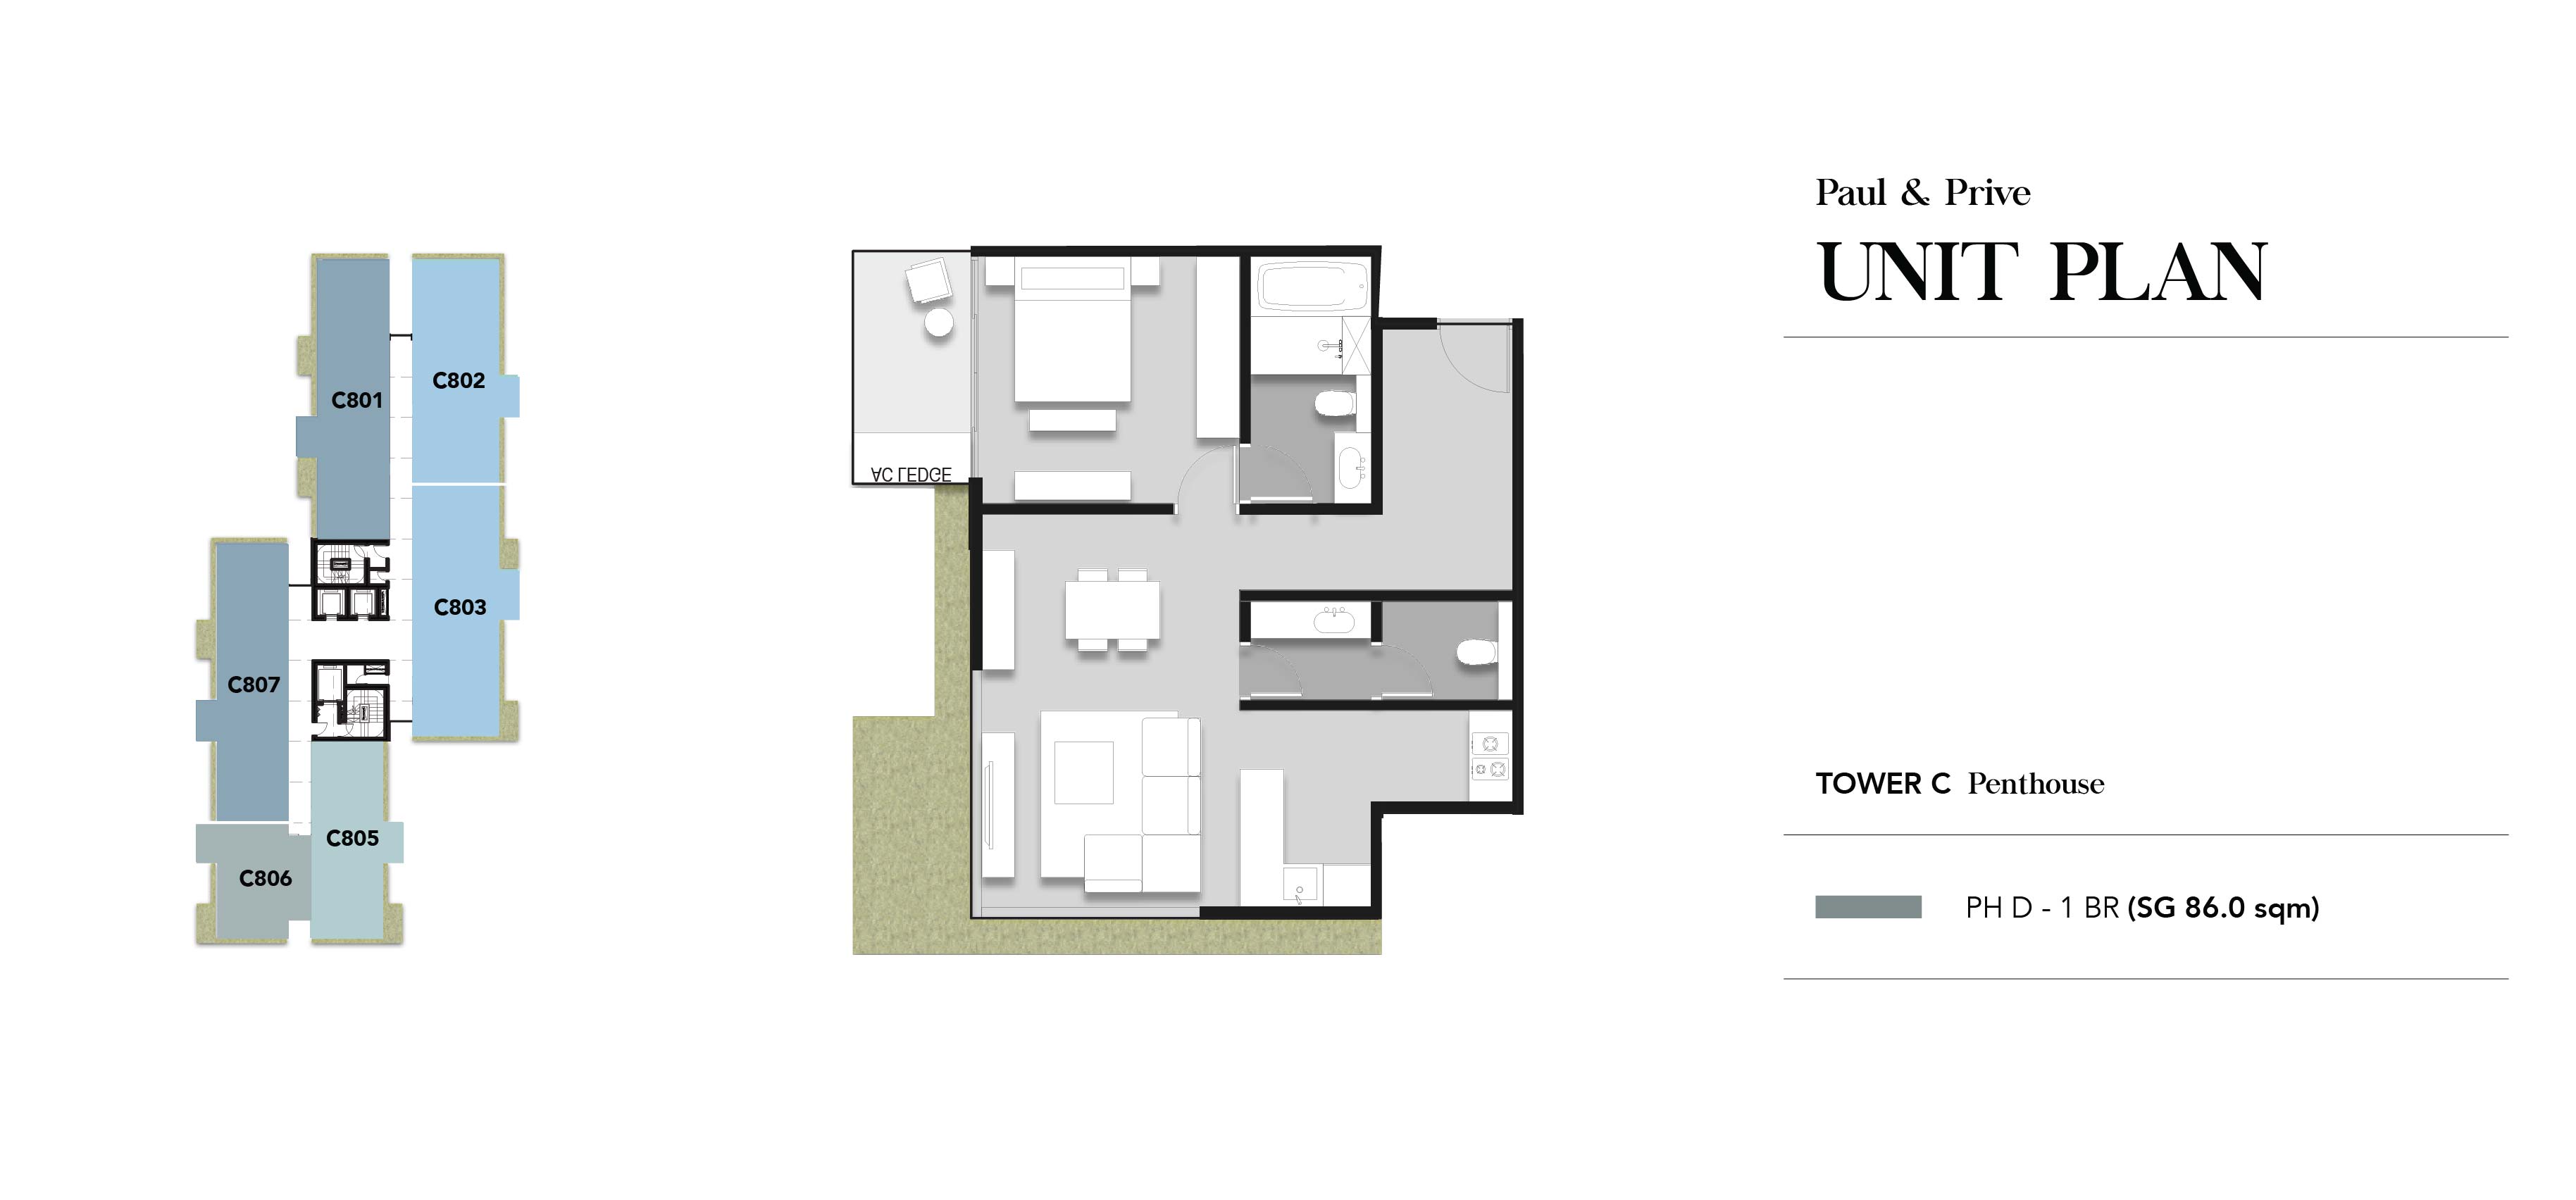 Paul & Prive
UNIT PLAN
C801
C802
C803
C807
C805
C806
AC LEDGE
TOWER C Penthouse
PH D - 1 BR (SG 86.0 sqm)